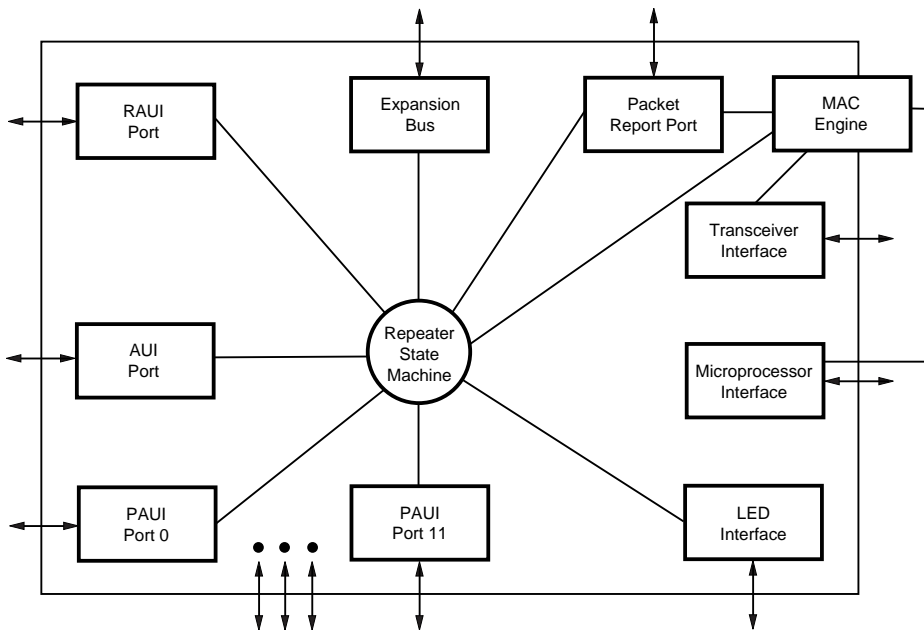 RAUI
Port
Expansion
Bus
Packet
Report Port
MAC
Engine
Transceiver
Interface
AUI
Port
Repeater
State
Machine
Microprocessor
Interface
PAUI
Port 0
PAUI
Port 11
LED
Interface